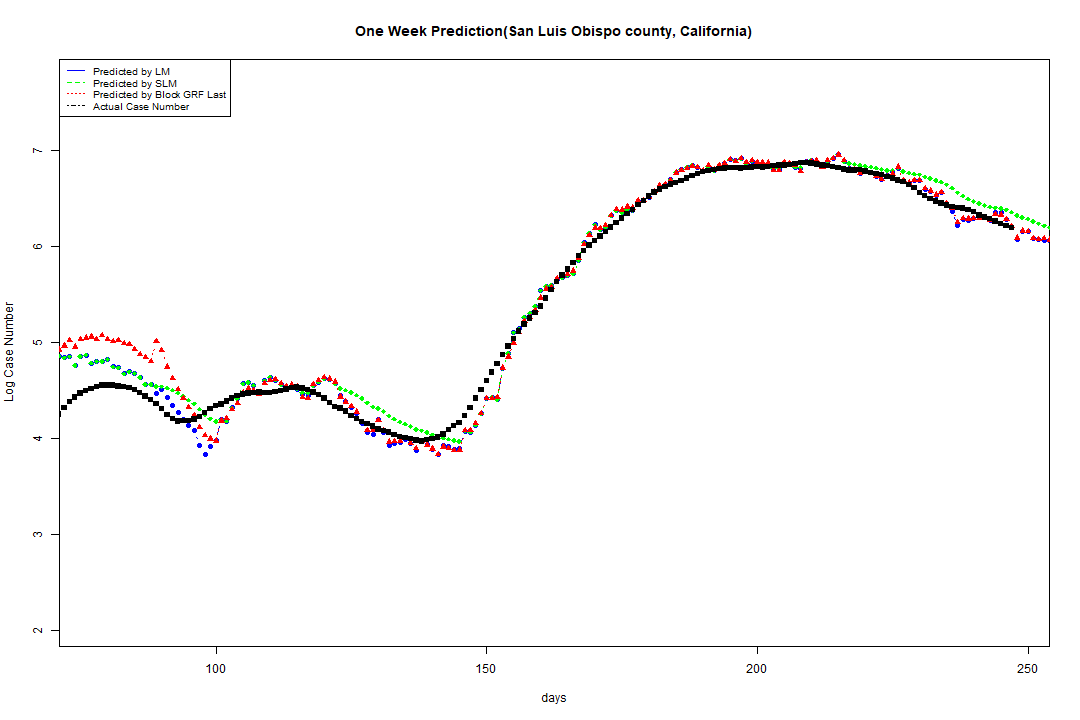 One Week Prediction(San Luis Obispo county, California)
Predicted by LM
Predicted by SLM
Predicted by Block GRF Last
Actual Case Number
7
6
5
4
3
2
Log Case Number
100
150
200
250
days